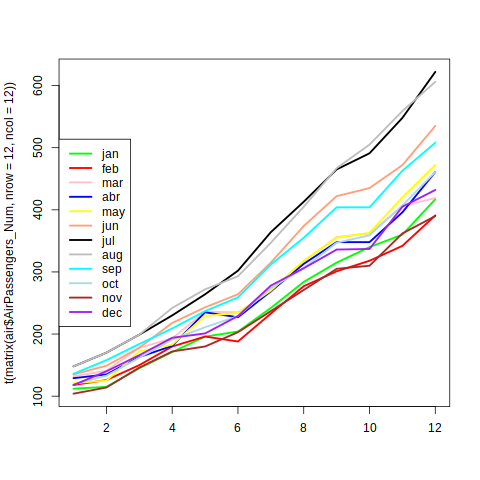 t(matrix(air$AirPassengers_Num, nrow = 12, ncol = 12))
600
500
400
300
200
100
jan
feb
mar
abr
may
jun
jul
aug
sep
oct
nov
dec
2 4 6 8 10 12